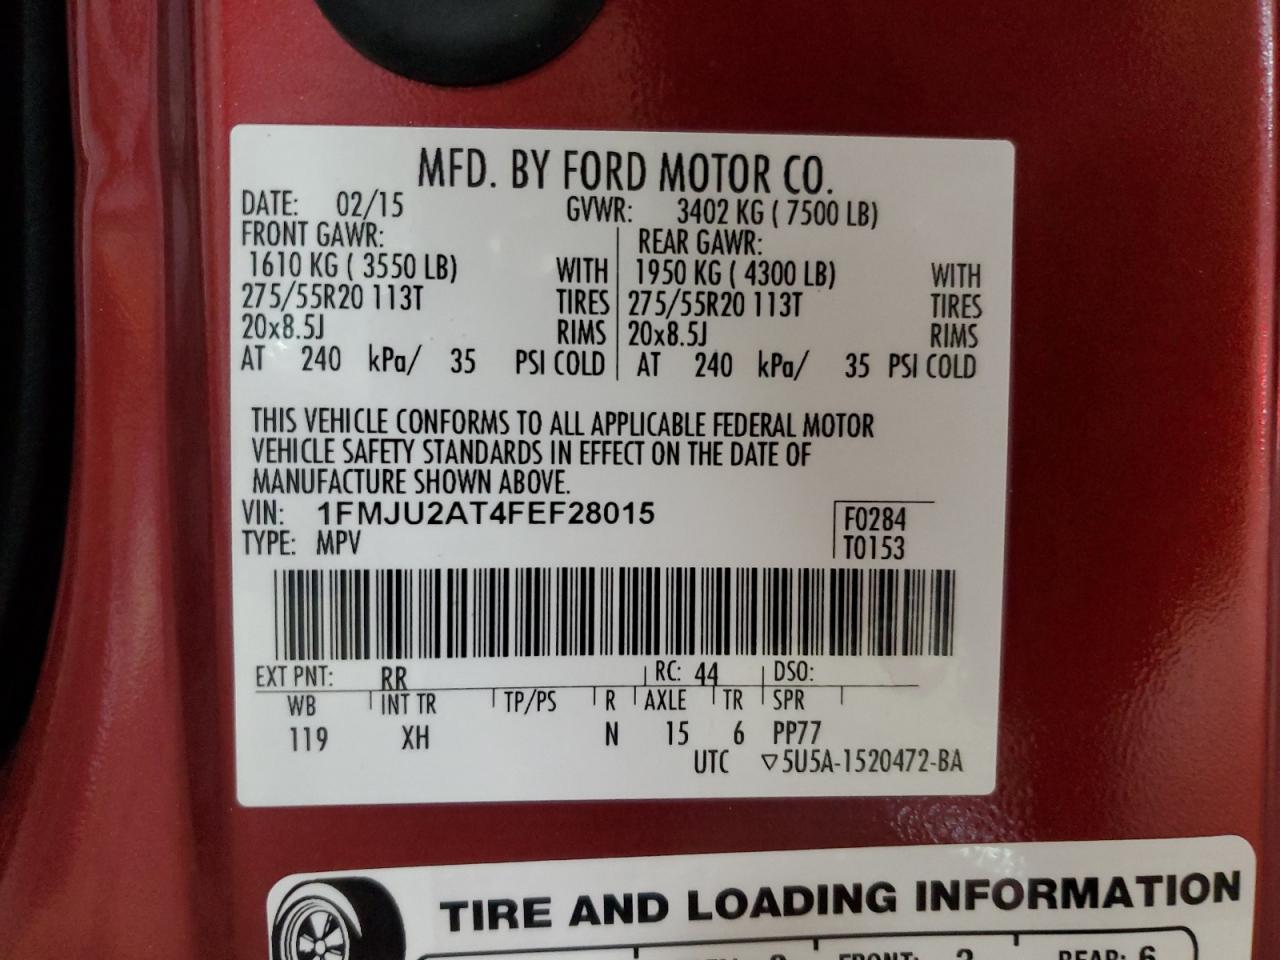 MFD. BY FORD MOTOR CO.
DATE: 02/15 GVWR: 3402 KG ( 7500 LB)
FRONT GAWR: REAR GAWR:
1610 KG ( 3550 LB) WITH 1950 KG ( 4300 LB) WITH
275/55R20 113T TIRES 275/55R20 113T TIRES
20x8.5J RIMS 20x8.5J RIMS
AT 240 kPa/ 35 PSI COLD AT 240 kPa/ 35 PSI COLD
THIS VEHICLE CONFORMS TO ALL APPLICABLE FEDERAL MOTOR
VEHICLE SAFETY STANDARDS IN EFFECT ON THE DATE OF
MANUFACTURE SHOWN ABOVE.
VIN: 1FMJU2AT4FEF28015 F0284
TYPE: MPV T0153
EXT PNT: RR RC: 44 DSO:
WB INT TR TP/PS R AXLE TR SPR
119 XH N 15 6 PP77
UTC ▽5U5A-1520472-BA
TIRE AND LOADING INFORMATION
FRONT: REAR: 6